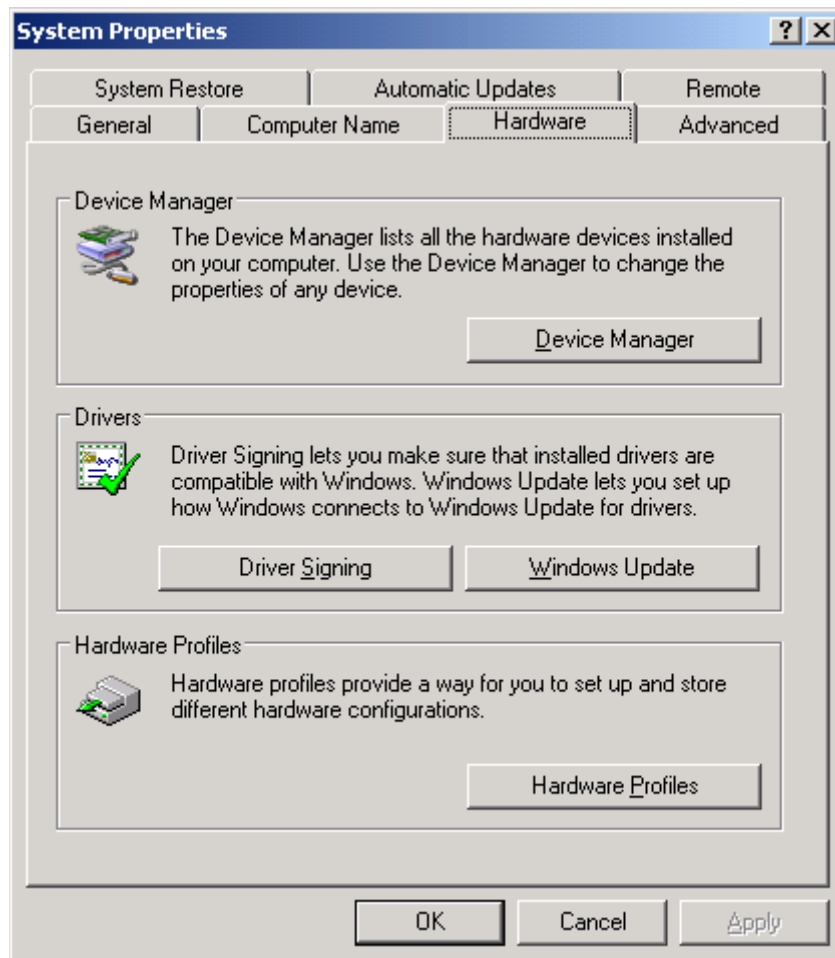 System Properties
System Restore
Automatic Updates
Remote
General
Computer Name
Hardware
Advanced
Device Manager
The Device Manager lists all the hardware devices installed
on your computer. Use the Device Manager to change the
properties of any device.
Device Manager
Drivers
Driver Signing lets you make sure that installed drivers are
compatible with Windows. Windows Update lets you set up
how Windows connects to Windows Update for drivers.
Driver Signing
Windows Update
Hardware Profiles
Hardware profiles provide a way for you to set up and store
different hardware configurations.
Hardware Profiles
OK
Cancel
Apply